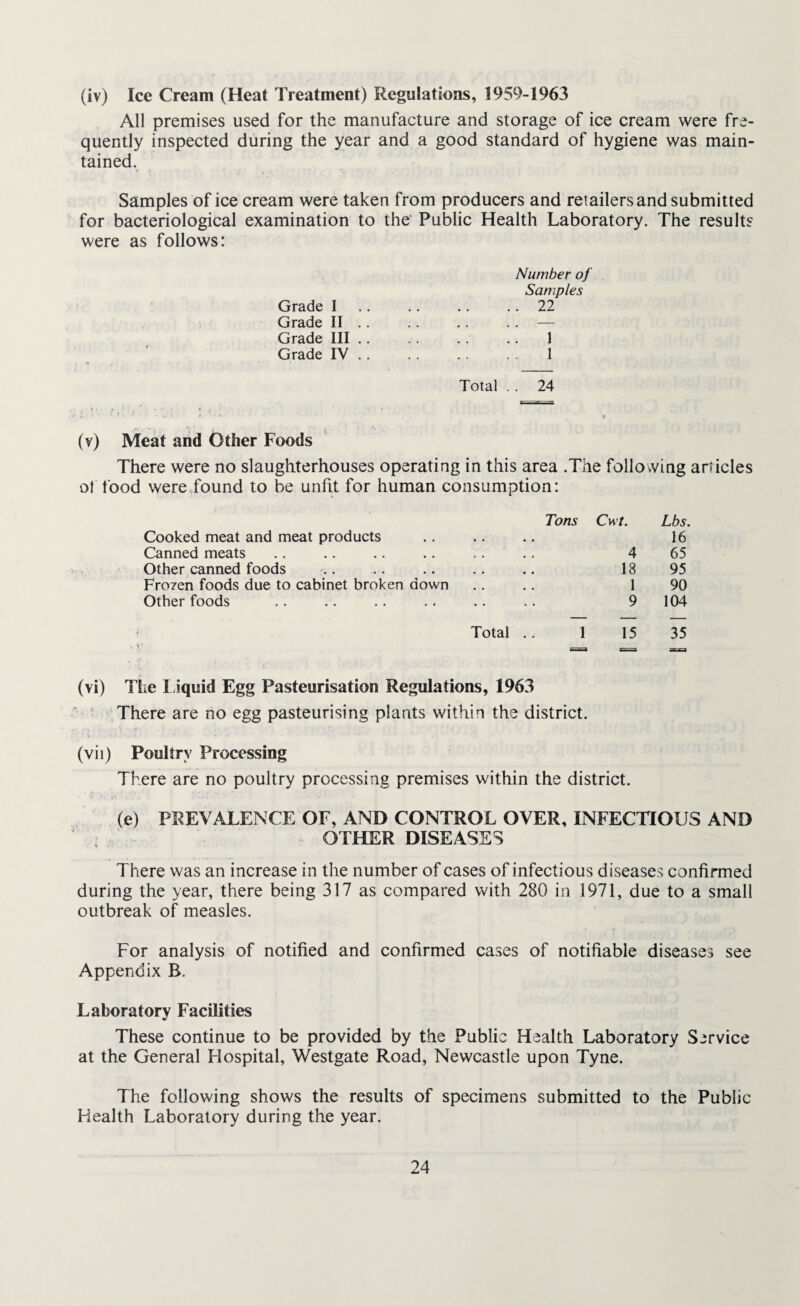 (iv) Ice Cream (Heat Treatment) Regulations, 1959-1963
All premises used for the manufacture and storage of ice cream were fre-
quently inspected during the year and a good standard of hygiene was main-
tained.
Samples of ice cream were taken from producers and retailers and submitted
for bacteriological examination to the Public Health Laboratory. The results
were as follows:
Number of
Samples
Grade I .. .. .. .. 22
Grade II .. .. .. .. —
Grade III .. .. .. .. 1
Grade IV .. .. .. .. 1
Total .. 24
(v) Meat and Other Foods
There were no slaughterhouses operating in this area .The following articles
of food were found to be unfit for human consumption:
Tons Cwt. Lbs.
Cooked meat and meat products .. .. .. 16
Canned meats .. .. .. .. .. .. 4 65
Other canned foods .. .. .. .. .. 18 95
Frozen foods due to cabinet broken down .. .. 1 90
Other foods .. .. .. .. .. .. 9 104
Total .. 1 15 35
(vi) The Liquid Egg Pasteurisation Regulations, 1963
There are no egg pasteurising plants within the district.
(vii) Poultry Processing
There are no poultry processing premises within the district.
(e) PREVALENCE OF, AND CONTROL OVER, INFECTIOUS AND
OTHER DISEASES
There was an increase in the number of cases of infectious diseases confirmed
during the year, there being 317 as compared with 280 in 1971, due to a small
outbreak of measles.
For analysis of notified and confirmed cases of notifiable diseases see
Appendix B.
Laboratory Facilities
These continue to be provided by the Public Health Laboratory Service
at the General Hospital, Westgate Road, Newcastle upon Tyne.
The following shows the results of specimens submitted to the Public
Health Laboratory during the year.
24